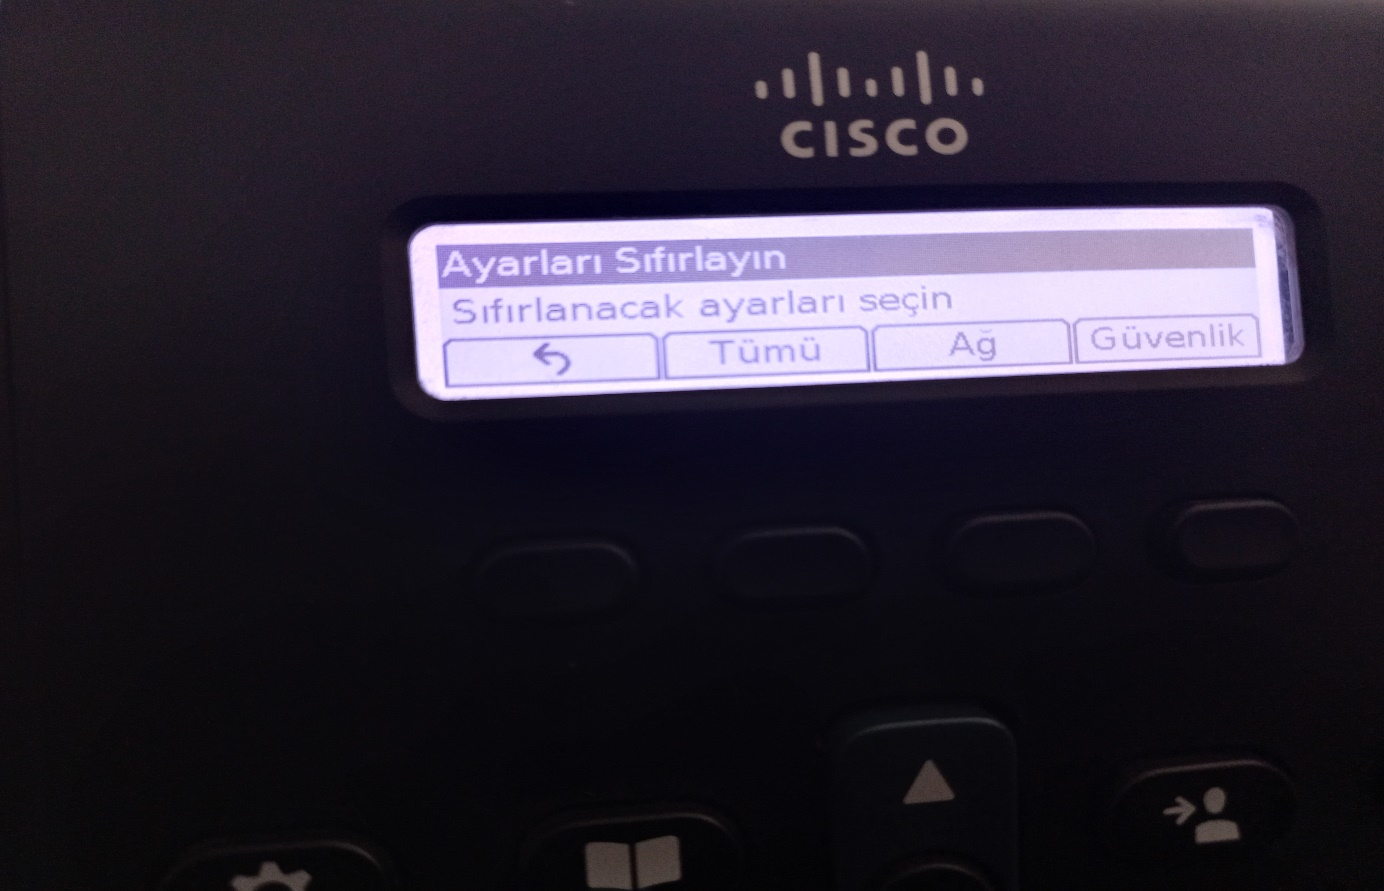 CISCO
Ayarları Sıfırlayın
Sıfırlanacak ayarları seçin
Tümü Ağ Güvenlik